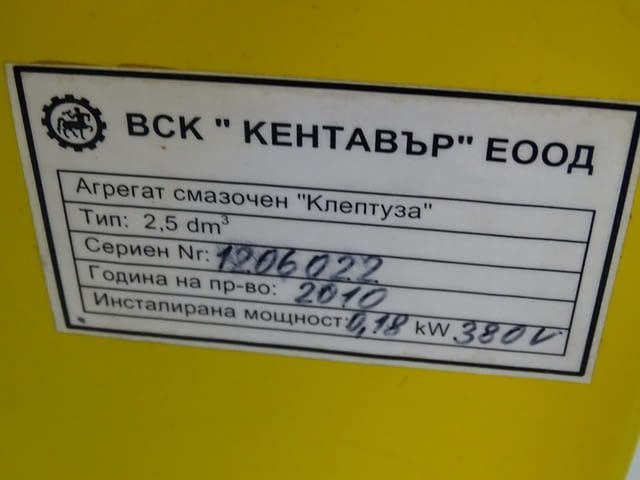 ВСК " КЕНТАВЪР" ЕООД
Агрегат смазочен "Клептуза"
Тип: 2,5 dm³
Сериен Nr: 1206022
Година на пр-во: 2010
Инсталирана мощност: 0,18 kW 380V